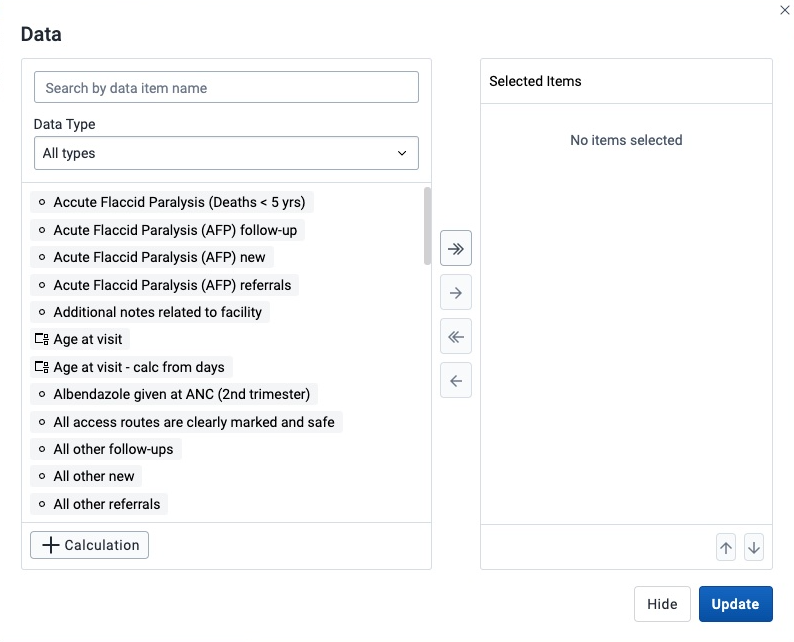 Data
Search by data item name
Data Type
All types
Accute Flaccid Paralysis (Deaths < 5 yrs)
Acute Flaccid Paralysis (AFP) follow-up
Acute Flaccid Paralysis (AFP) new
Acute Flaccid Paralysis (AFP) referrals
Additional notes related to facility
Age at visit
Age at visit - calc from days
Albendazole given at ANC (2nd trimester)
All access routes are clearly marked and safe
All other follow-ups
All other new
All other referrals
Calculation
Selected Items
No items selected
Hide
Update